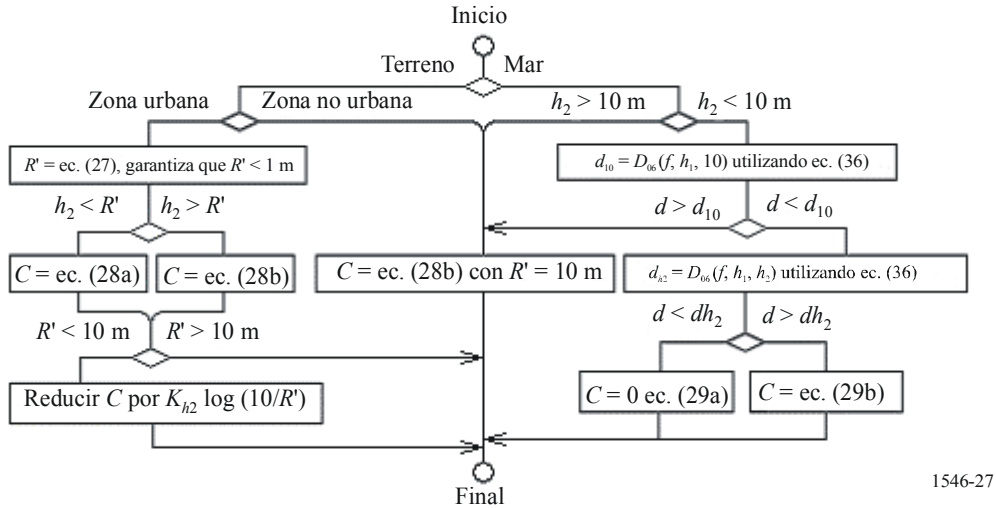 Inicio
Terreno Mar
Zona urbana Zona no urbana h₂ > 10 m h₂ < 10 m
R' = ec. (27), garantiza que R' < 1 m
d₁₀ = D₀₆ (f, h₁, 10) utilizando ec. (36)
h₂ < R' h₂ > R'
d > d₁₀ d < d₁₀
C = ec. (28a)
C = ec. (28b)
C = ec. (28b) con R' = 10 m
dₕ₂ = D₀₆ (f, h₁, h₂) utilizando ec. (36)
R' < 10 m R' > 10 m
d < dh₂ d > dh₂
Reducir C por Kₕ₂ log (10/R')
C = 0 ec. (29a)
C = ec. (29b)
Final
1546-27